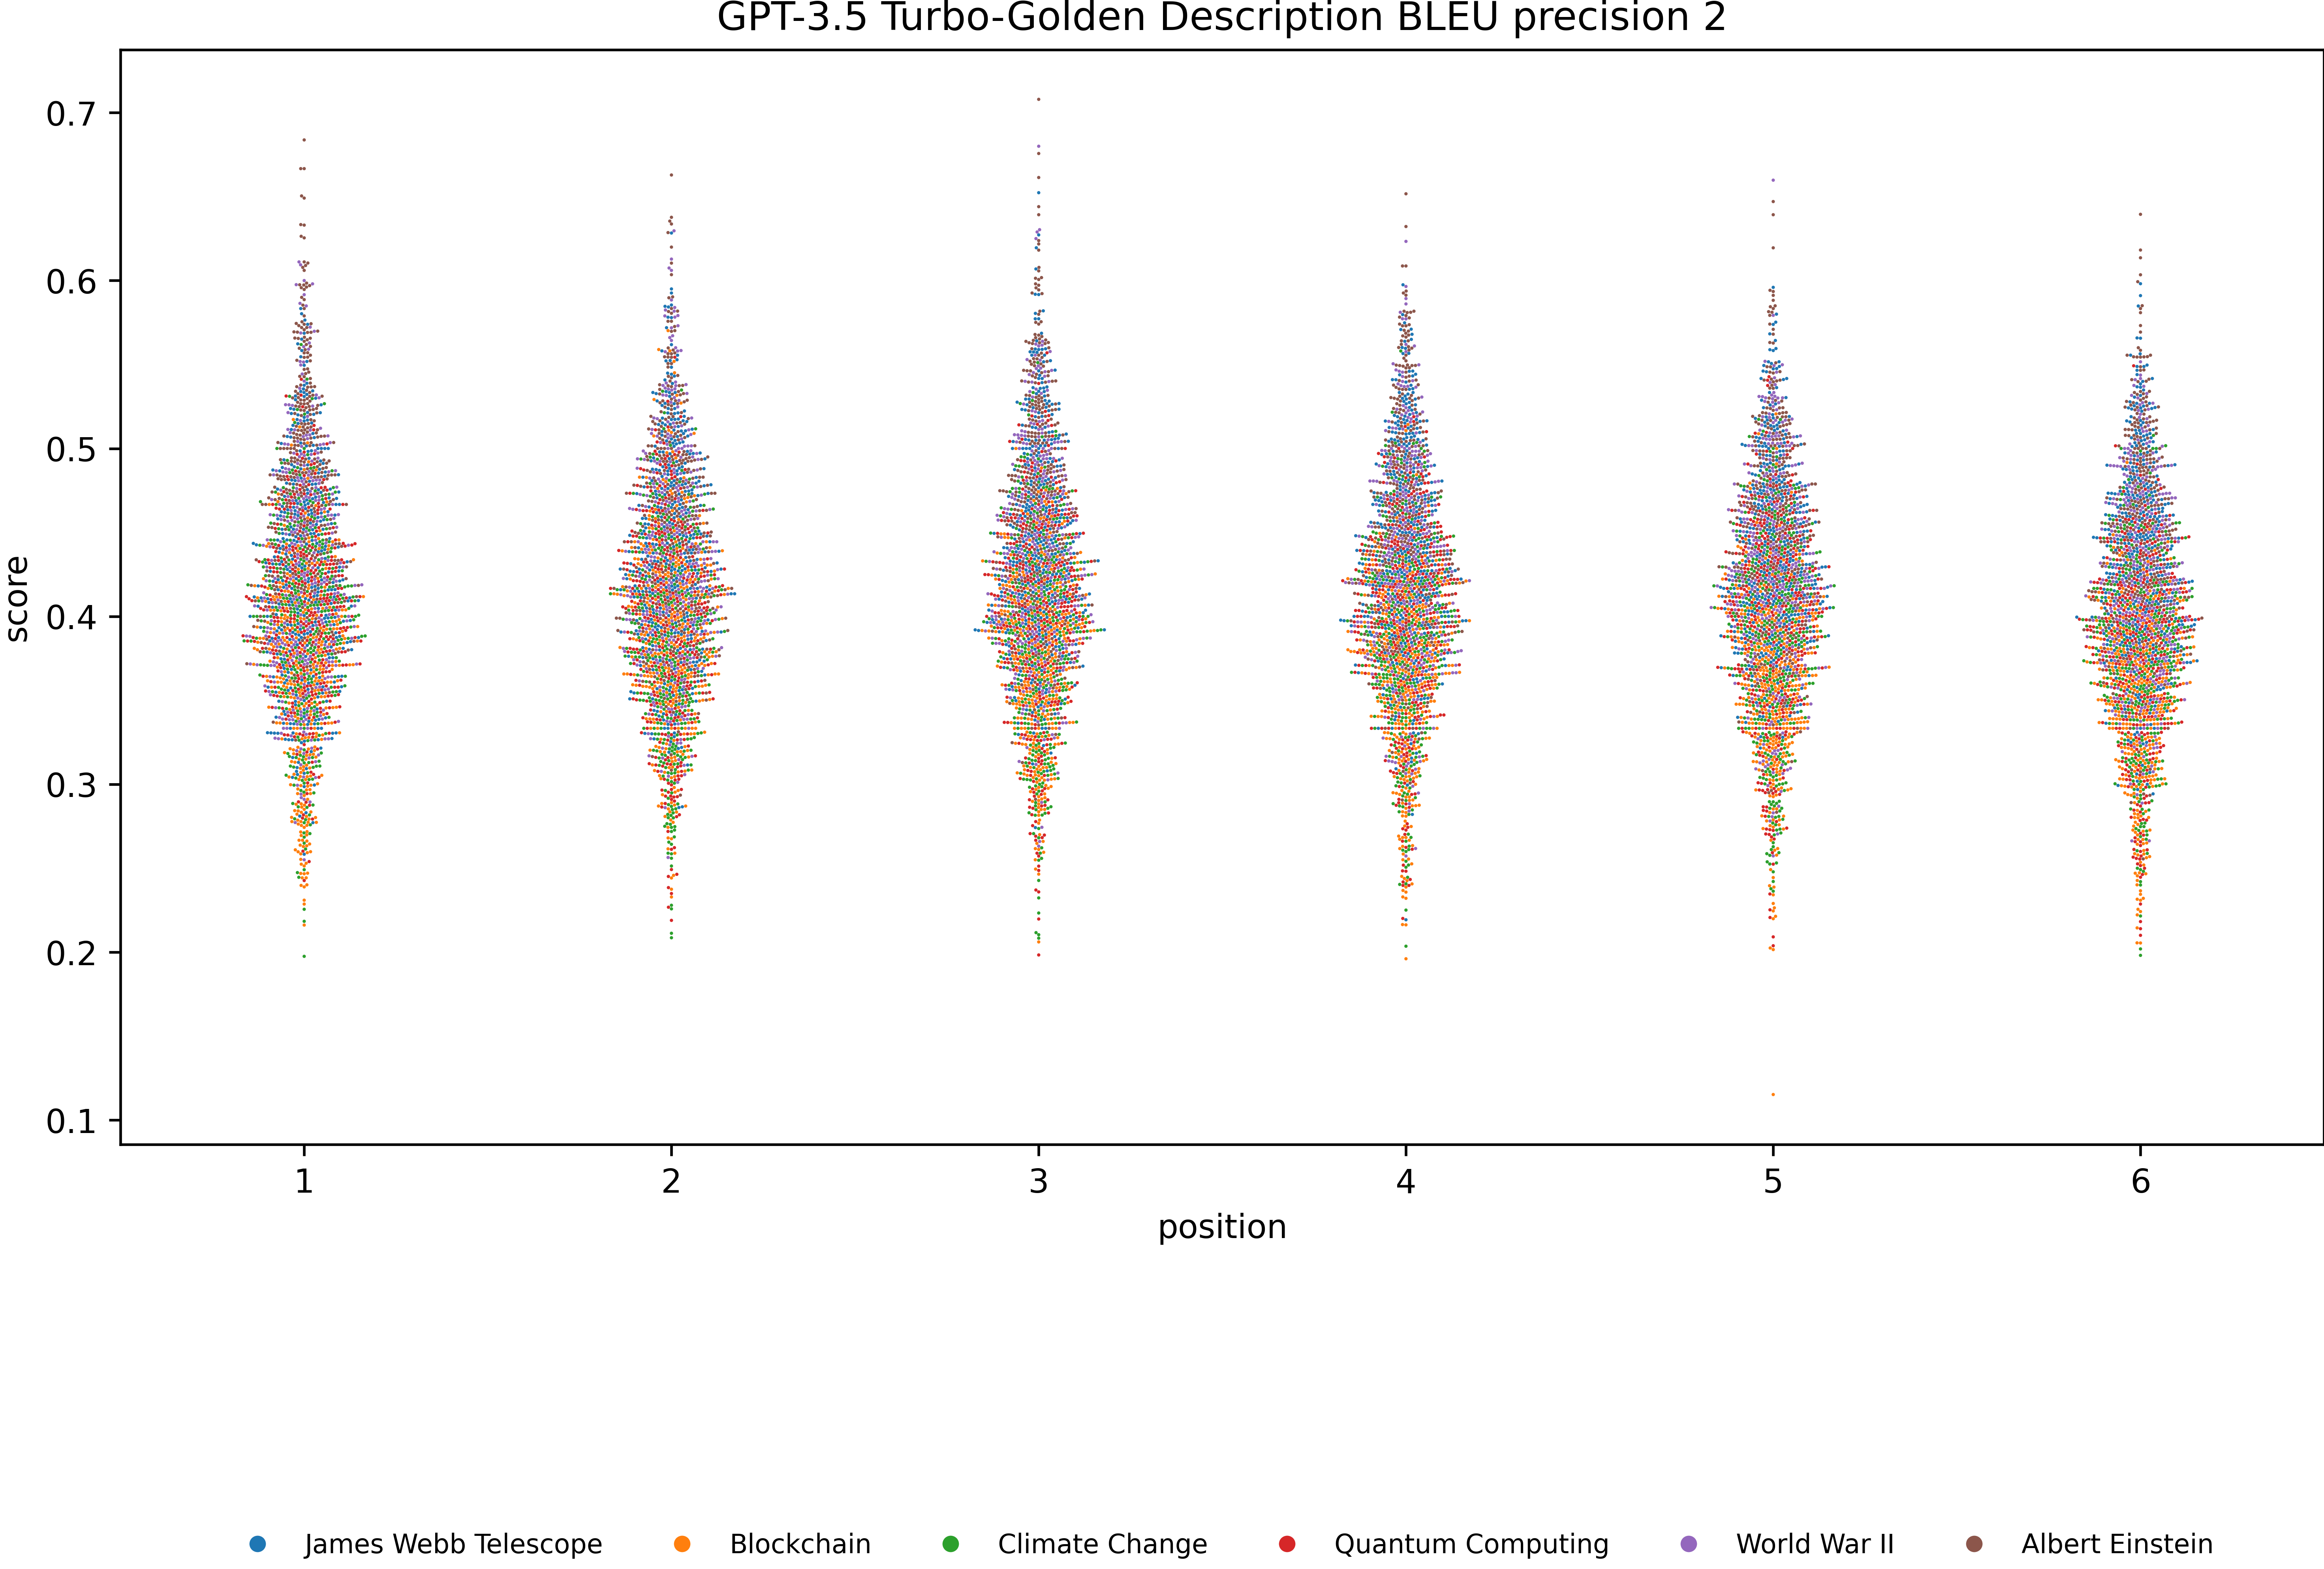 GPT-3.5 Turbo-Golden Description BLEU precision 2
score
0.7
0.6
0.5
0.4
0.3
0.2
0.1
1 2 3 4 5 6
position
James Webb Telescope Blockchain Climate Change Quantum Computing World War II Albert Einstein